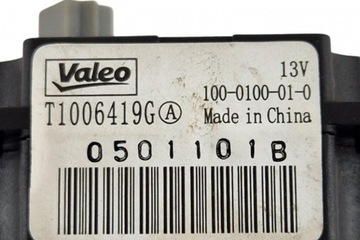 Valeo 13V
100-0100-01-0
T1006419G Ⓐ Made in China
0501101B